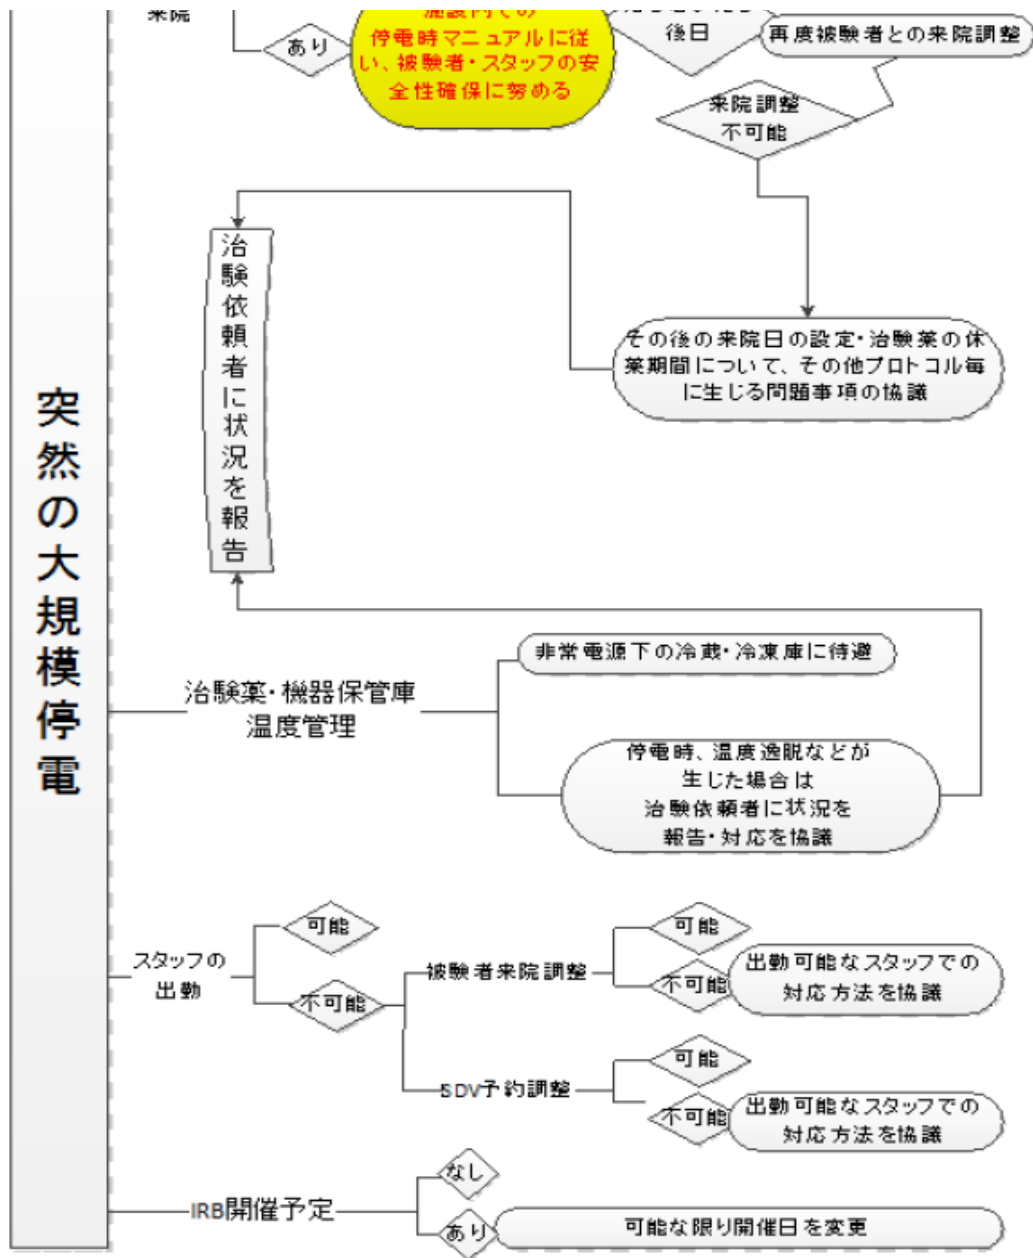 来院
あり
施設内での
停電時マニュアルに従
い、被験者・スタッフの安
全性確保に努める
後日
再度被験者との来院調整
来院調整
不可能
治験依頼者に状況を報告
その後の来院日の設定・治験薬の休
薬期間について、その他プロトコル毎
に生じる問題事項の協議
突然の大規模停電
非常電源下の冷蔵・冷凍庫に待避
治験薬・機器保管庫
温度管理
停電時、温度逸脱などが
生じた場合は
治験依頼者に状況を
報告・対応を協議
スタッフの
出勤
可能
不可能
被験者来院調整
可能
不可能
出勤可能なスタッフでの
対応方法を協議
SDV予約調整
可能
不可能
出勤可能なスタッフでの
対応方法を協議
IRB開催予定
なし
あり
可能な限り開催日を変更